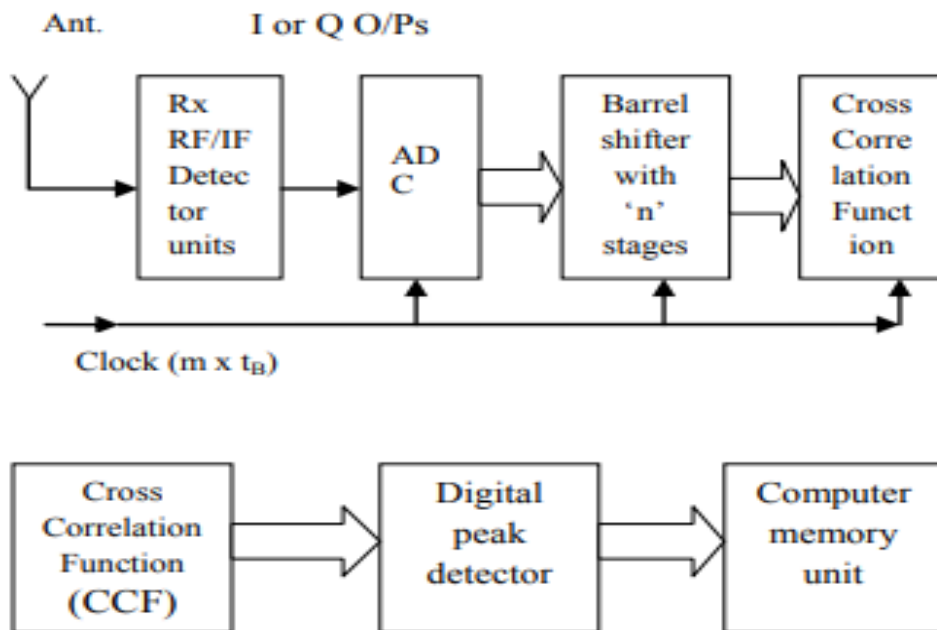 Ant. I or Q O/Ps
Rx
RF/IF
Detec
tor
units
AD
C
Barrel
shifter
with
‘n’
stages
Cross
Corre
lation
Funct
ion
Clock (m x tB)
Cross
Correlation
Function
(CCF)
Digital
peak
detector
Computer
memory
unit